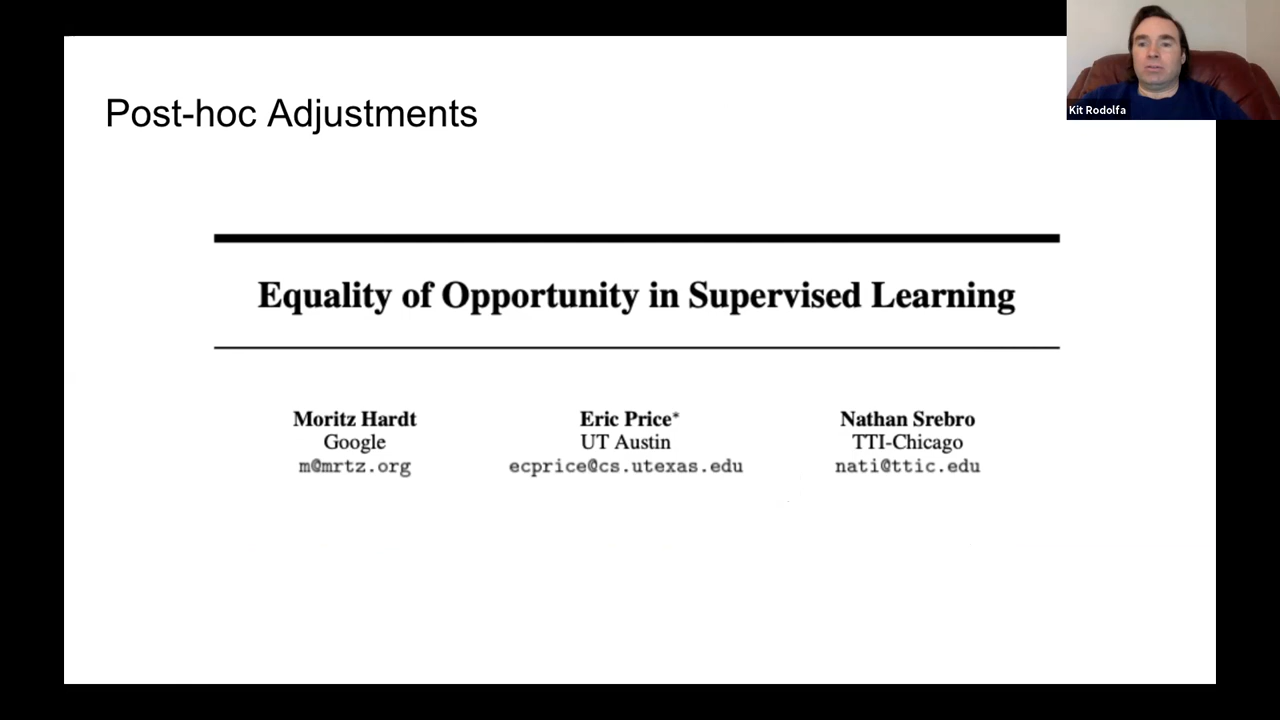 Post-hoc Adjustments
Kit Rodolfa
Equality of Opportunity in Supervised Learning
Moritz Hardt
Google
m@mrtz.org
Eric Price*
UT Austin
ecprice@cs.utexas.edu
Nathan Srebro
TTI-Chicago
nati@ttic.edu